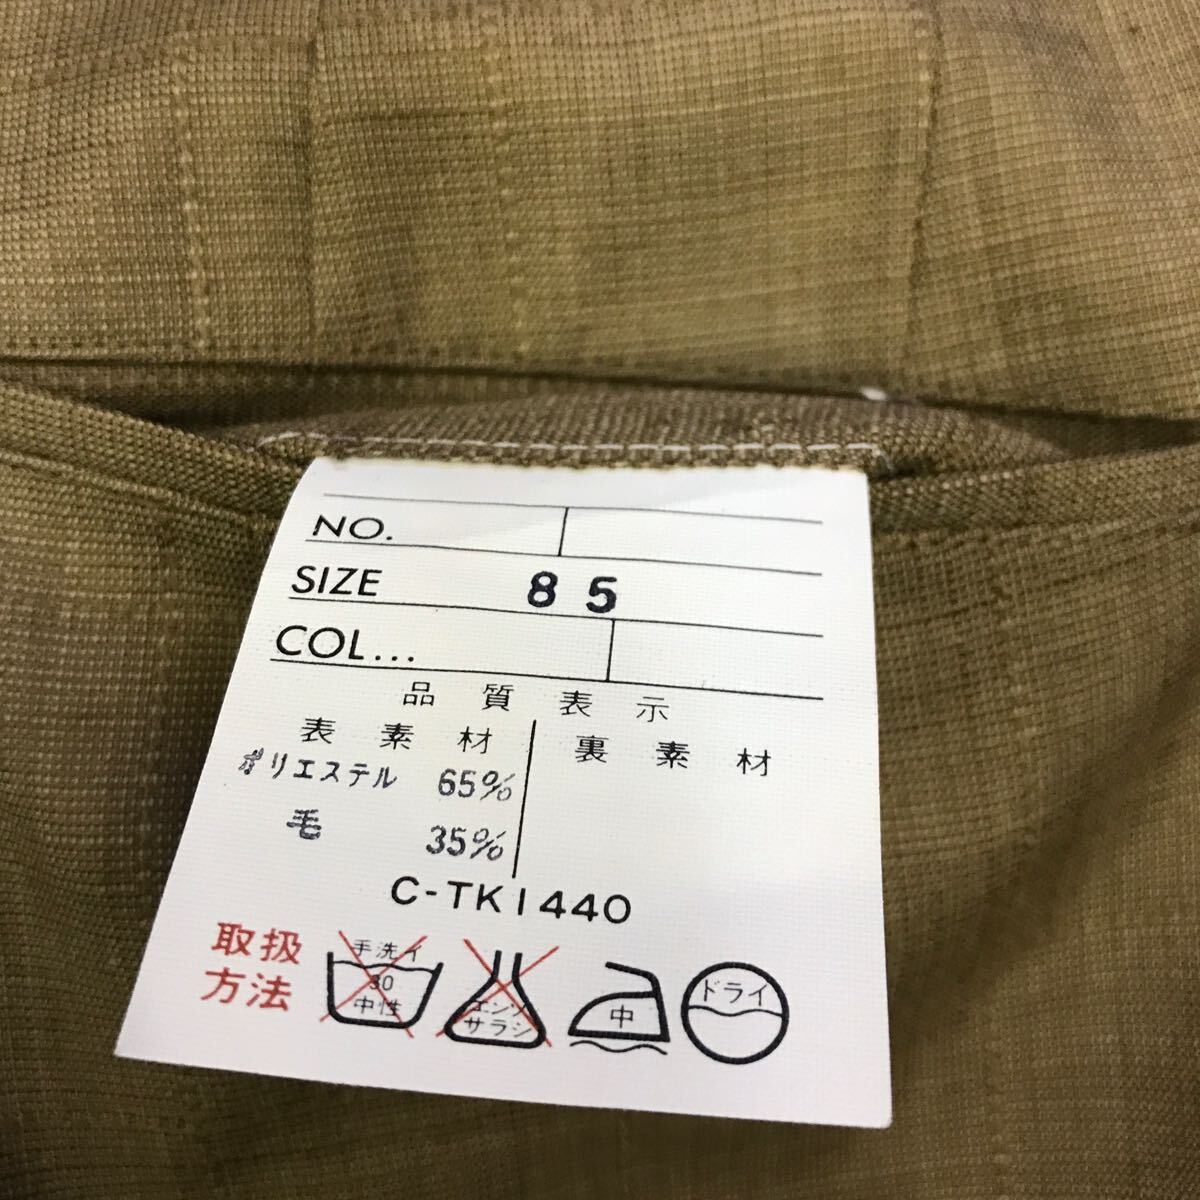 NO.
SIZE 85
COL...
品質表示
表素材 裏素材
ポリエステル 65%
毛 35%
C-TK1440
取扱
方法
手洗イ
30
中性
エンソ
サラシ
中
ドライ